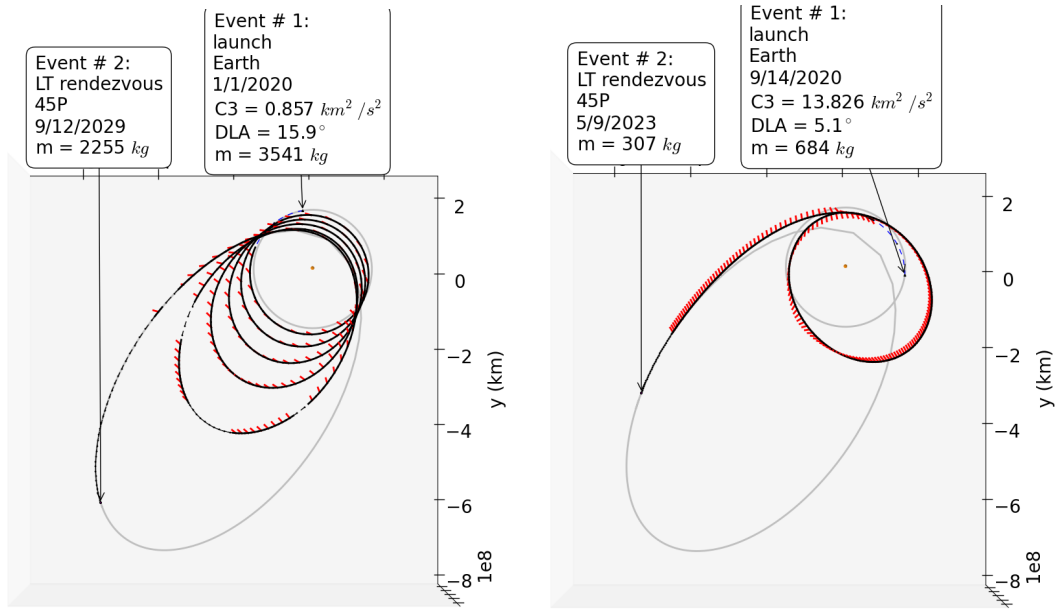 Event # 2:
LT rendezvous
45P
9/12/2029
m = 2255 kg
Event # 1:
launch
Earth
1/1/2020
C3 = 0.857 km² /s²
DLA = 15.9°
m = 3541 kg
2
0
−2
−4
−6
−8
y (km)
1e8
Event # 2:
LT rendezvous
45P
5/9/2023
m = 307 kg
Event # 1:
launch
Earth
9/14/2020
C3 = 13.826 km² /s²
DLA = 5.1°
m = 684 kg
2
0
−2
−4
−6
−8
y (km)
1e8